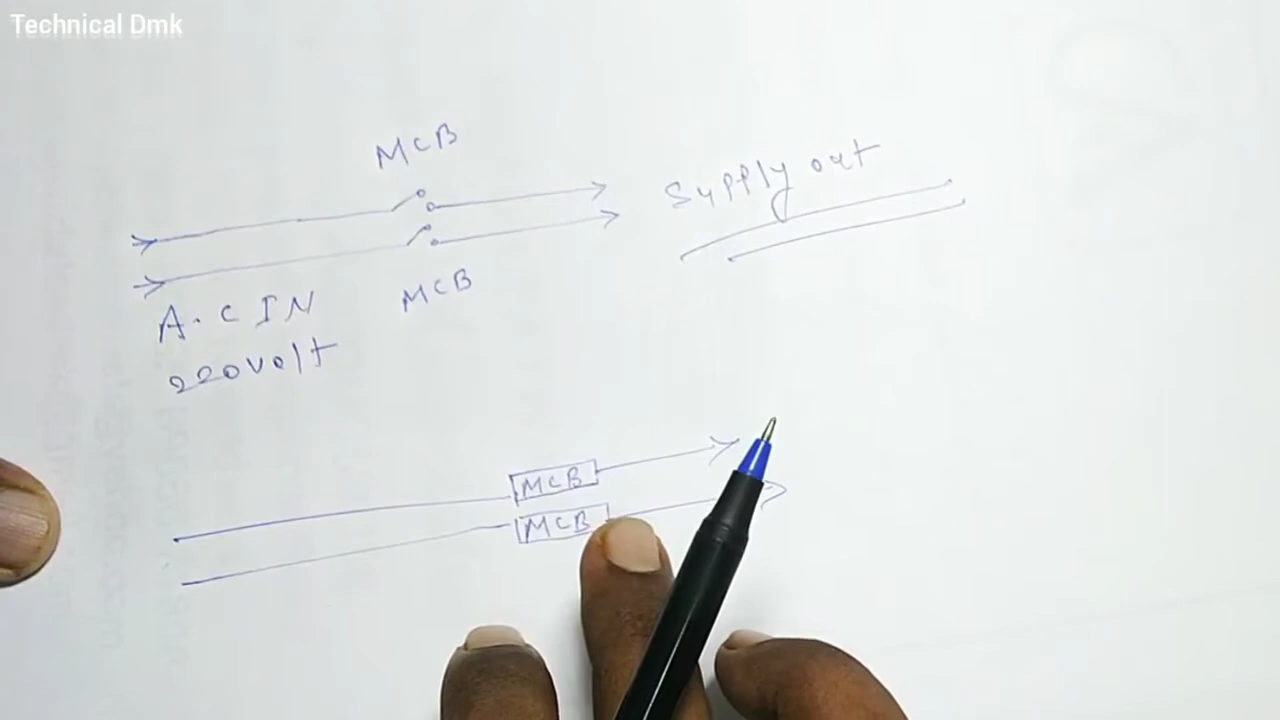 Technical Dmk
MCB
Supply out
MCB
A.C IN
220volt
MCB
MCB